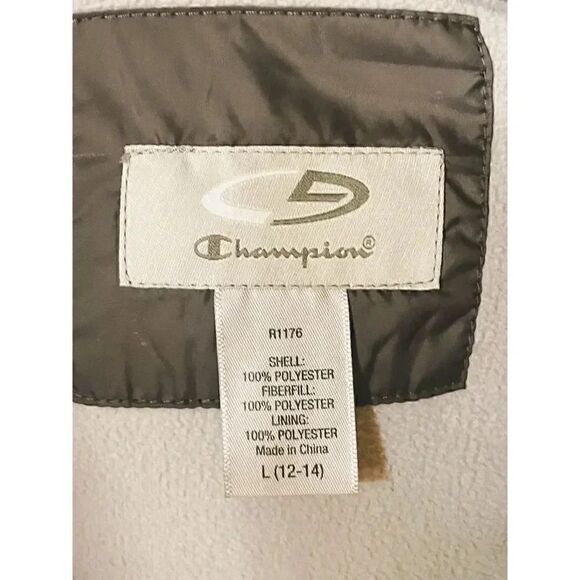 Champion®
R1176
SHELL:
100% POLYESTER
FIBERFILL:
100% POLYESTER
LINING:
100% POLYESTER
Made in China
L (12-14)